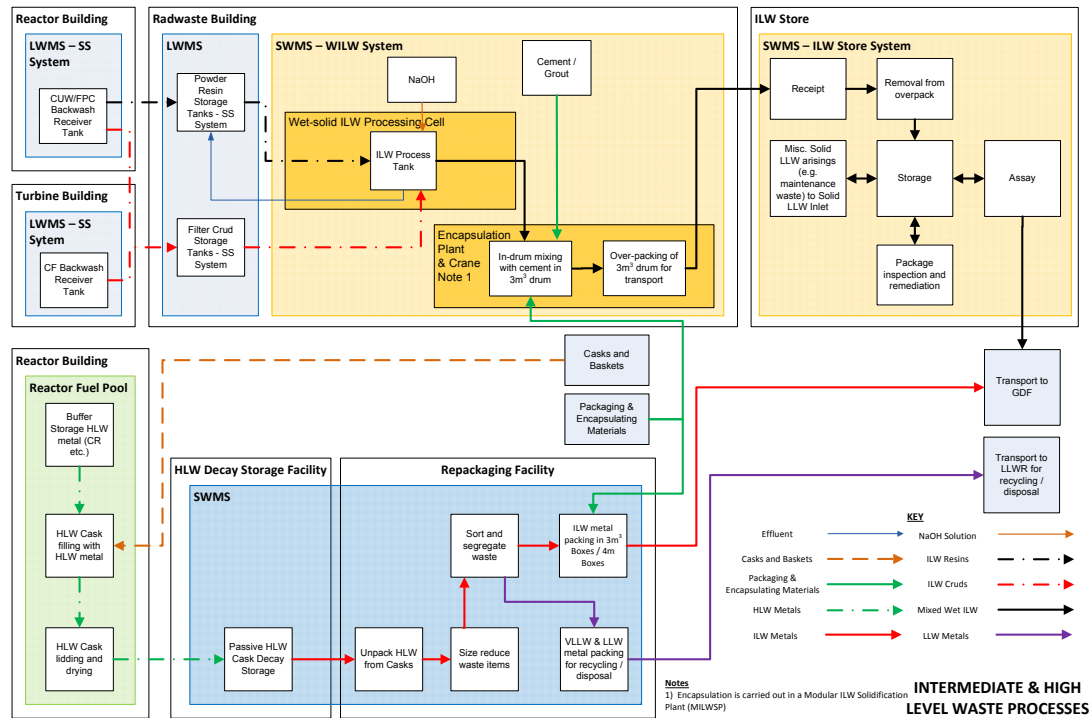 Reactor Building
LWMS – SS
System
CUW/FPC
Backwash
Receiver
Tank
Turbine Building
LWMS – SS
Sytem
CF Backwash
Receiver
Tank
Radwaste Building
LWMS
Powder
Resin
Storage
Tanks - SS
System
Filter Crud
Storage
Tanks - SS
System
SWMS – WILW System
NaOH
Cement /
Grout
Wet-solid ILW Processing Cell
ILW Process
Tank
Encapsulation
Plant
& Crane
Note 1
In-drum mixing
with cement in
3m³ drum
Over-packing of
3m³ drum for
transport
ILW Store
SWMS – ILW Store System
Receipt
Removal from
overpack
Misc. Solid
LLW arisings
(e.g.
maintenance
waste) to Solid
LLW Inlet
Storage
Assay
Package
inspection and
remediation
Reactor Building
Reactor Fuel Pool
Buffer
Storage HLW
metal (CR
etc.)
HLW Cask
filling with
HLW metal
HLW Cask
lidding and
drying
Casks and
Baskets
Packaging &
Encapsulating
Materials
Transport to
GDF
Transport to
LLWR for
recycling /
disposal
HLW Decay Storage Facility
Repackaging Facility
SWMS
Passive HLW
Cask Decay
Storage
Unpack HLW
from Casks
Sort and
segregate
waste
Size reduce
waste items
ILW metal
packing in 3m³
Boxes / 4m
Boxes
VLLW & LLW
metal packing
for recycling /
disposal
KEY
Effluent
NaOH Solution
Casks and Baskets
ILW Resins
Packaging &
Encapsulating Materials
ILW Cruds
HLW Metals
Mixed Wet ILW
ILW Metals
LLW Metals
Notes
1) Encapsulation is carried out in a Modular ILW Solidification
Plant (MILWSP)
INTERMEDIATE & HIGH
LEVEL WASTE PROCESSES